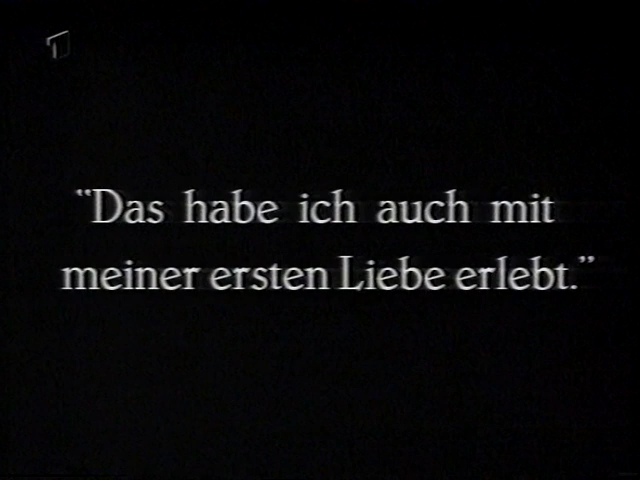 “Das habe ich auch mit
meiner ersten Liebe erlebt.”